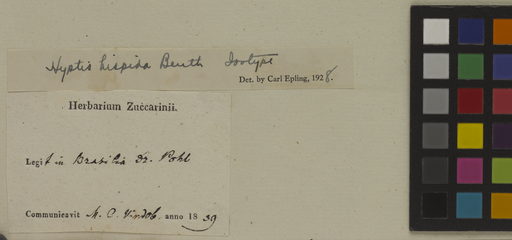 Hyptis hispida Benth Isotype
Det. by Carl Epling, 1928.
Herbarium Zuccarinii.
Legit in Brasilia Dr. Pohl
Communicavit M. C. Vindob. anno 1839